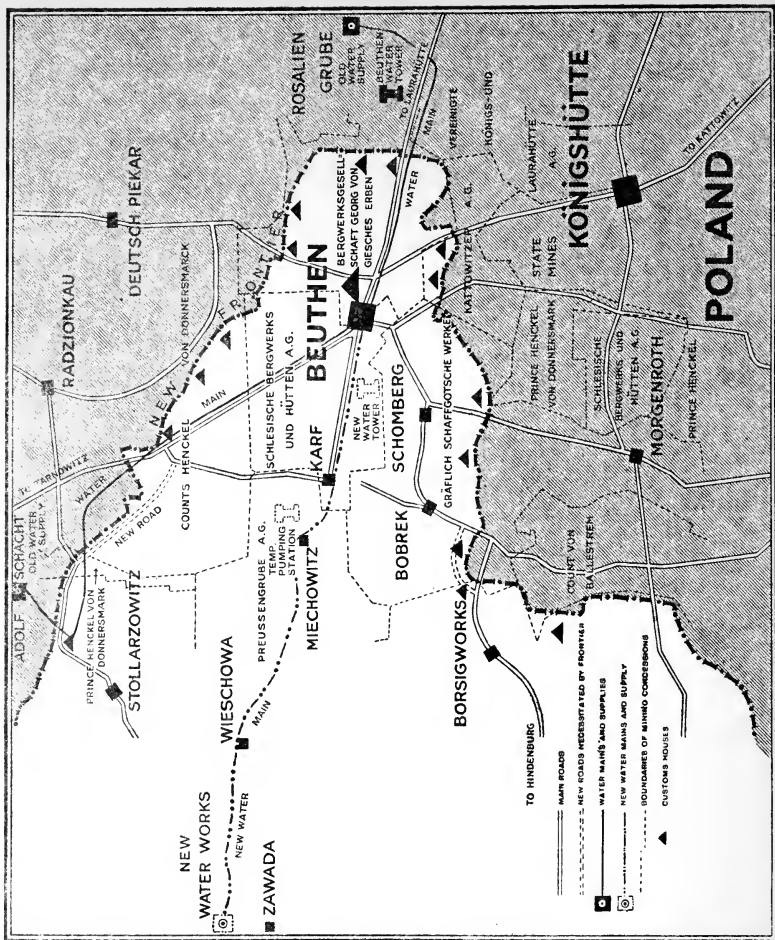 ROSALIEN
GRUBE
OLD
WATER
SUPPLY
BEUTHEN
WATER
TOWER
TO LAURAHÜTTE
MAIN
WATER
VEREINIGTE
KÖNIGS-UND
LAURAHÜTTE
A.G.
KÖNIGSHÜTTE
TO KATTOWITZ
POLAND
DEUTSCH PIEKAR
RADZIONKAU
NEW FRONTIER
VON DONNERSMARCK
COUNTS HENCKEL
BERGWERKSGESELL-
SCHAFT GEORG VON
GIESCHES ERBEN
BEUTHEN
KATTOWITZER A.G.
STATE
MINES
PRINCE HENCKEL
VON DONNERSMARK
SCHLESISCHE
BERGWERKS UND
HÜTTEN A.G.
PRINCE HENCKEL
MORGENROTH
SCHLESISCHE BERGWERKS
UND HÜTTEN A.G.
MAIN
WATER
TO TARNOWITZ
NEW ROAD
ADOLF SCHACHT
OLD WATER
SUPPLY
PRINCE HENCKEL VON
DONNERSMARK
STOLLARZOWITZ
KARF
NEW
WATER
TOWER
SCHOMBERG
GRÄFLICH SCHAFFGOTSCHE WERKE
BOBREK
PREUSSENGRUBE A.G.
TEMP.
PUMPING
STATION
MIECHOWITZ
COUNT VON
BALLESTREM
BORSIGWORKS
TO HINDENBURG
WIESCHOWA
NEW WATER MAIN
NEW
WATER WORKS
ZAWADA
MAIN ROADS
NEW ROADS NECESSITATED BY FRONTIER
WATER MAINS AND SUPPLIES
NEW WATER MAINS AND SUPPLY
BOUNDARIES OF MINING CONCESSIONS
CUSTOMS HOUSES